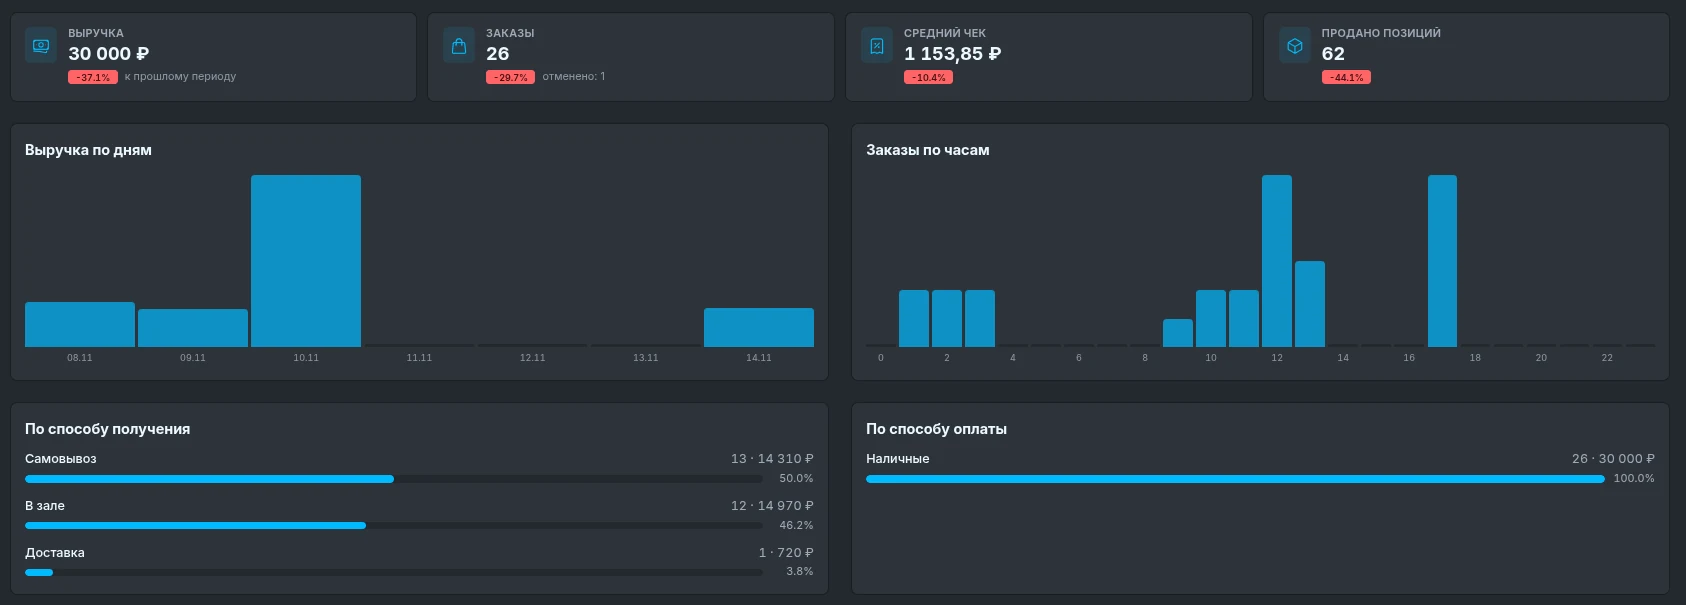 ВЫРУЧКА
30 000 ₽
-37.1% к прошлому периоду
ЗАКАЗЫ
26
-29.7% отменено: 1
СРЕДНИЙ ЧЕК
1 153,85 ₽
-10.4%
ПРОДАНО ПОЗИЦИЙ
62
-44.1%
Выручка по дням
08.11 09.11 10.11 11.11 12.11 13.11 14.11
Заказы по часам
0 2 4 6 8 10 12 14 16 18 20 22
По способу получения
Самовывоз 13 · 14 310 ₽
50.0%
В зале 12 · 14 970 ₽
46.2%
Доставка 1 · 720 ₽
3.8%
По способу оплаты
Наличные 26 · 30 000 ₽
100.0%